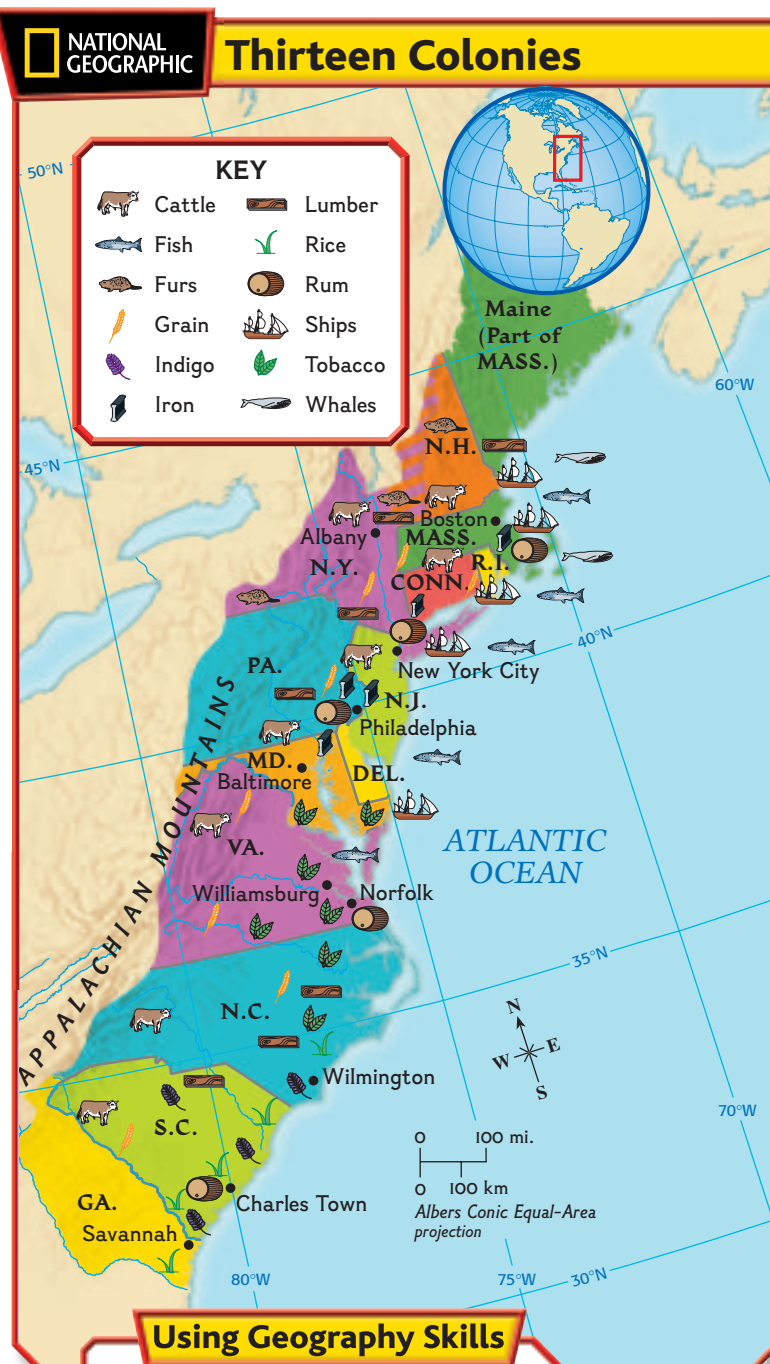 NATIONAL
GEOGRAPHIC
Thirteen Colonies
KEY
Cattle
Fish
Furs
Grain
Indigo
Iron
Lumber
Rice
Rum
Ships
Tobacco
Whales
50°N
45°N
60°W
40°N
35°N
70°W
80°W
75°W
30°N
Maine
(Part of
MASS.)
N.H.
Boston
MASS.
Albany
N.Y.
R.I.
CONN.
New York City
PA.
N.J.
Philadelphia
MD.
Baltimore
DEL.
VA.
Williamsburg
Norfolk
APPALACHIAN MOUNTAINS
ATLANTIC
OCEAN
N.C.
Wilmington
S.C.
Charles Town
GA.
Savannah
N
W
E
S
0 100 mi.
0 100 km
Albers Conic Equal-Area
projection
Using Geography Skills